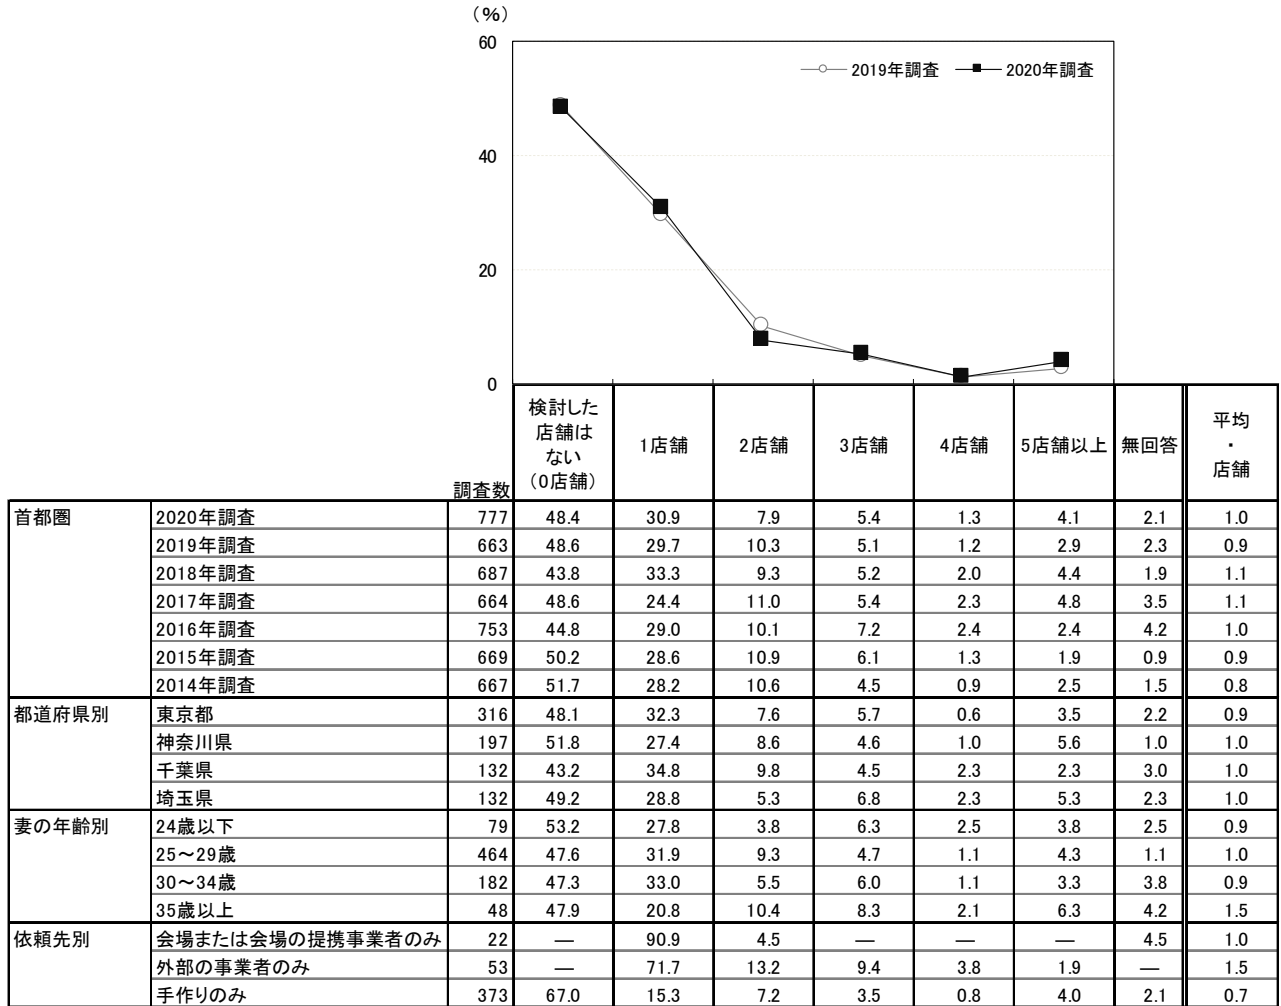 （%）
60
2019年調査 2020年調査
40
20
0
検討した
店舗は
ない
（0店舗）
1店舗 2店舗 3店舗 4店舗 5店舗以上 無回答
平均
・
店舗
調査数
首都圏 2020年調査 777 48.4 30.9 7.9 5.4 1.3 4.1 2.1 1.0
2019年調査 663 48.6 29.7 10.3 5.1 1.2 2.9 2.3 0.9
2018年調査 687 43.8 33.3 9.3 5.2 2.0 4.4 1.9 1.1
2017年調査 664 48.6 24.4 11.0 5.4 2.3 4.8 3.5 1.1
2016年調査 753 44.8 29.0 10.1 7.2 2.4 2.4 4.2 1.0
2015年調査 669 50.2 28.6 10.9 6.1 1.3 1.9 0.9 0.9
2014年調査 667 51.7 28.2 10.6 4.5 0.9 2.5 1.5 0.8
都道府県別 東京都 316 48.1 32.3 7.6 5.7 0.6 3.5 2.2 0.9
神奈川県 197 51.8 27.4 8.6 4.6 1.0 5.6 1.0 1.0
千葉県 132 43.2 34.8 9.8 4.5 2.3 2.3 3.0 1.0
埼玉県 132 49.2 28.8 5.3 6.8 2.3 5.3 2.3 1.0
妻の年齢別 24歳以下 79 53.2 27.8 3.8 6.3 2.5 3.8 2.5 0.9
25～29歳 464 47.6 31.9 9.3 4.7 1.1 4.3 1.1 1.0
30～34歳 182 47.3 33.0 5.5 6.0 1.1 3.3 3.8 0.9
35歳以上 48 47.9 20.8 10.4 8.3 2.1 6.3 4.2 1.5
依頼先別 会場または会場の提携事業者のみ 22 ― 90.9 4.5 ― ― ― 4.5 1.0
外部の事業者のみ 53 ― 71.7 13.2 9.4 3.8 1.9 ― 1.5
手作りのみ 373 67.0 15.3 7.2 3.5 0.8 4.0 2.1 0.7